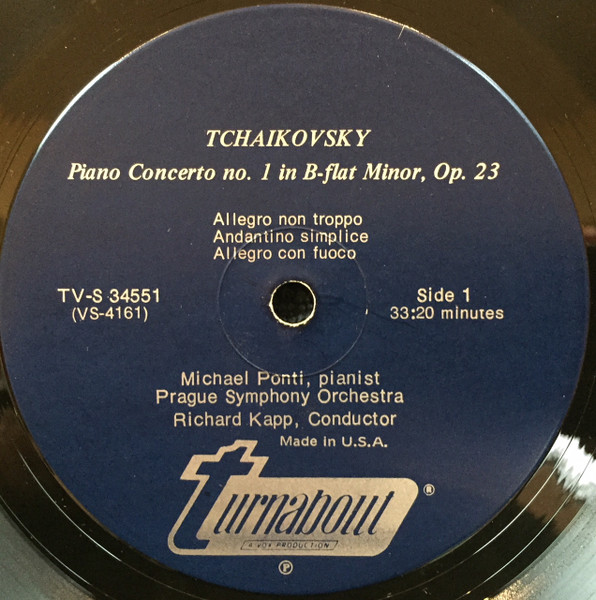 TCHAIKOVSKY
Piano Concerto no. 1 in B-flat Minor, Op. 23
Allegro non troppo
Andantino simplice
Allegro con fuoco
TV-S 34551
(VS-4161)
Side 1
33:20 minutes
Michael Ponti, pianist
Prague Symphony Orchestra
Richard Kapp, Conductor
Made in U.S.A.
turnabout ®
A VOX PRODUCTION
℗